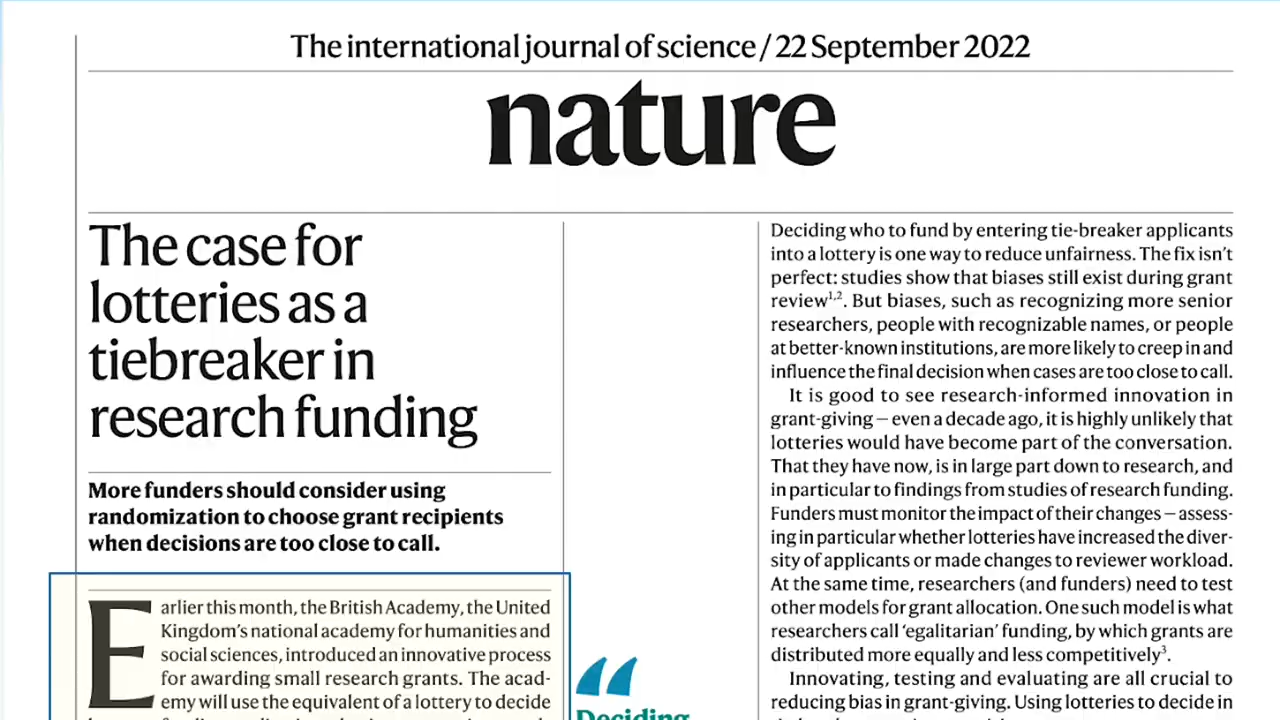 The international journal of science / 22 September 2022
nature
The case for
lotteries as a
tiebreaker in
research funding
More funders should consider using
randomization to choose grant recipients
when decisions are too close to call.
Earlier this month, the British Academy, the United
Kingdom’s national academy for humanities and
social sciences, introduced an innovative process
for awarding small research grants. The acad-
emy will use the equivalent of a lottery to decide
“
Deciding
Deciding who to fund by entering tie-breaker applicants
into a lottery is one way to reduce unfairness. The fix isn’t
perfect: studies show that biases still exist during grant
review1,2. But biases, such as recognizing more senior
researchers, people with recognizable names, or people
at better-known institutions, are more likely to creep in and
influence the final decision when cases are too close to call.
It is good to see research-informed innovation in
grant-giving — even a decade ago, it is highly unlikely that
lotteries would have become part of the conversation.
That they have now, is in large part down to research, and
in particular to findings from studies of research funding.
Funders must monitor the impact of their changes — assess-
ing in particular whether lotteries have increased the diver-
sity of applicants or made changes to reviewer workload.
At the same time, researchers (and funders) need to test
other models for grant allocation. One such model is what
researchers call ‘egalitarian’ funding, by which grants are
distributed more equally and less competitively3.
Innovating, testing and evaluating are all crucial to
reducing bias in grant-giving. Using lotteries to decide in